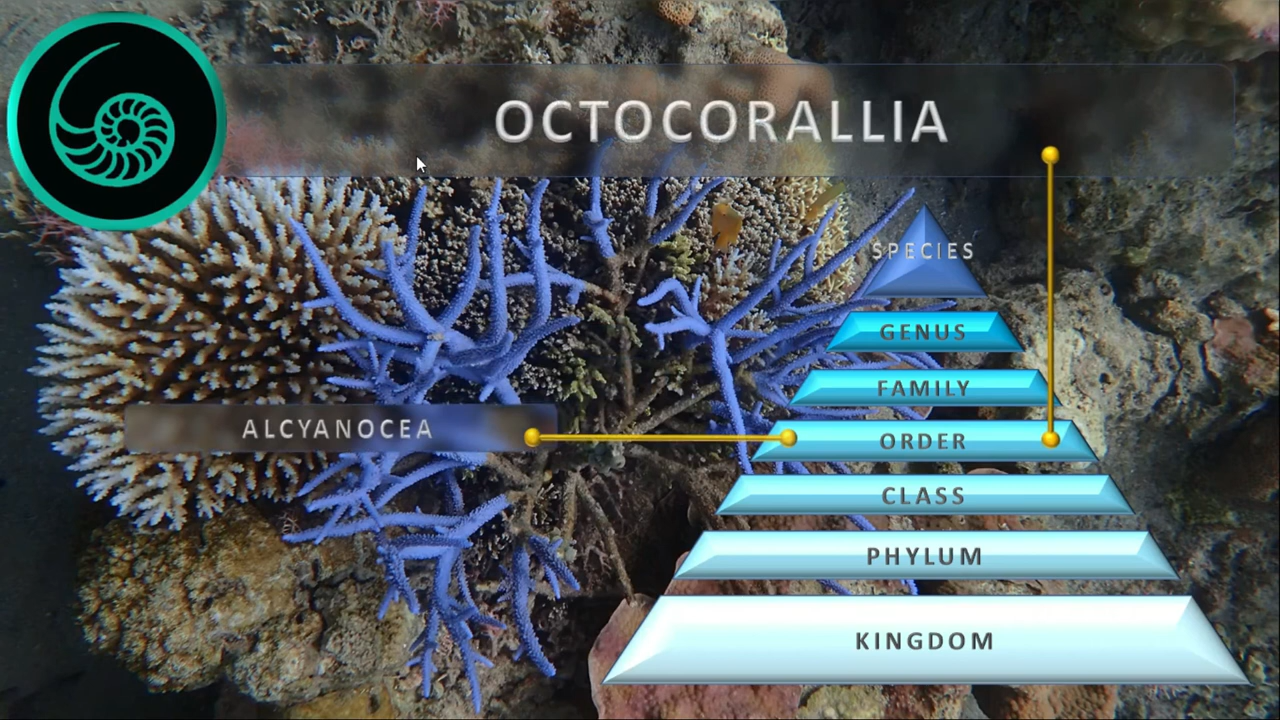 OCTOCORALLIA
SPECIES
GENUS
FAMILY
ALCYANOCEA
ORDER
CLASS
PHYLUM
KINGDOM